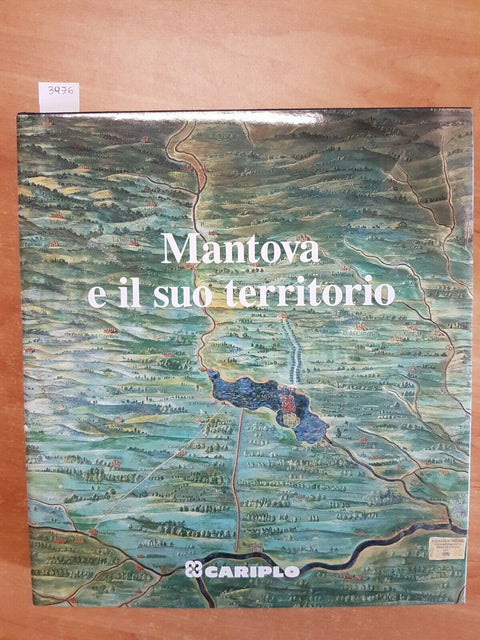 3976
Mantova
e il suo territorio
CARIPLO